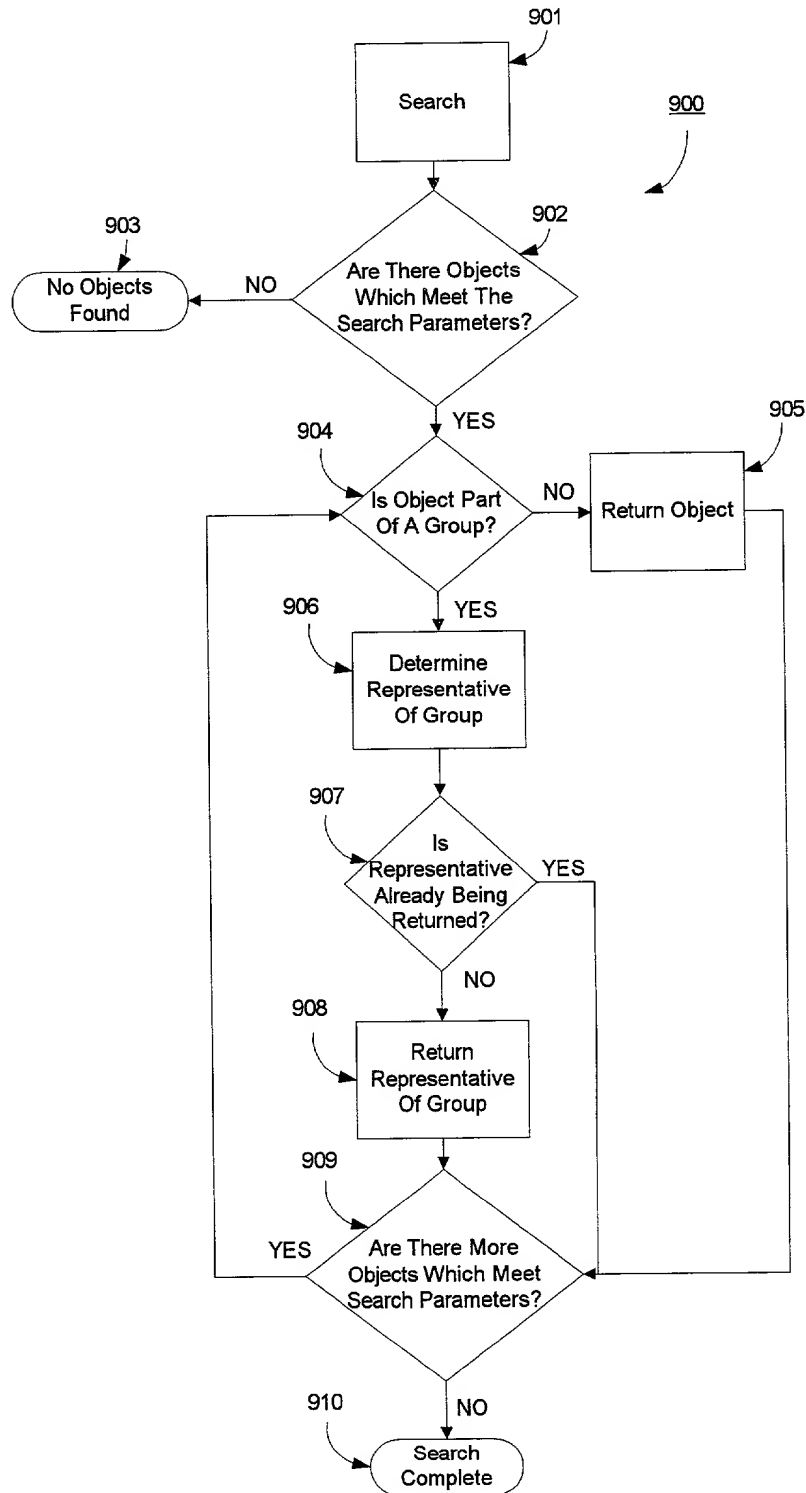 901
Search
900
902
903
Are There Objects
Which Meet The
Search Parameters?
NO
No Objects
Found
YES
905
904
Is Object Part
Of A Group?
NO
Return Object
YES
906
Determine
Representative
Of Group
907
Is
Representative
Already Being
Returned?
YES
NO
908
Return
Representative
Of Group
909
YES
Are There More
Objects Which Meet
Search Parameters?
NO
910
Search
Complete